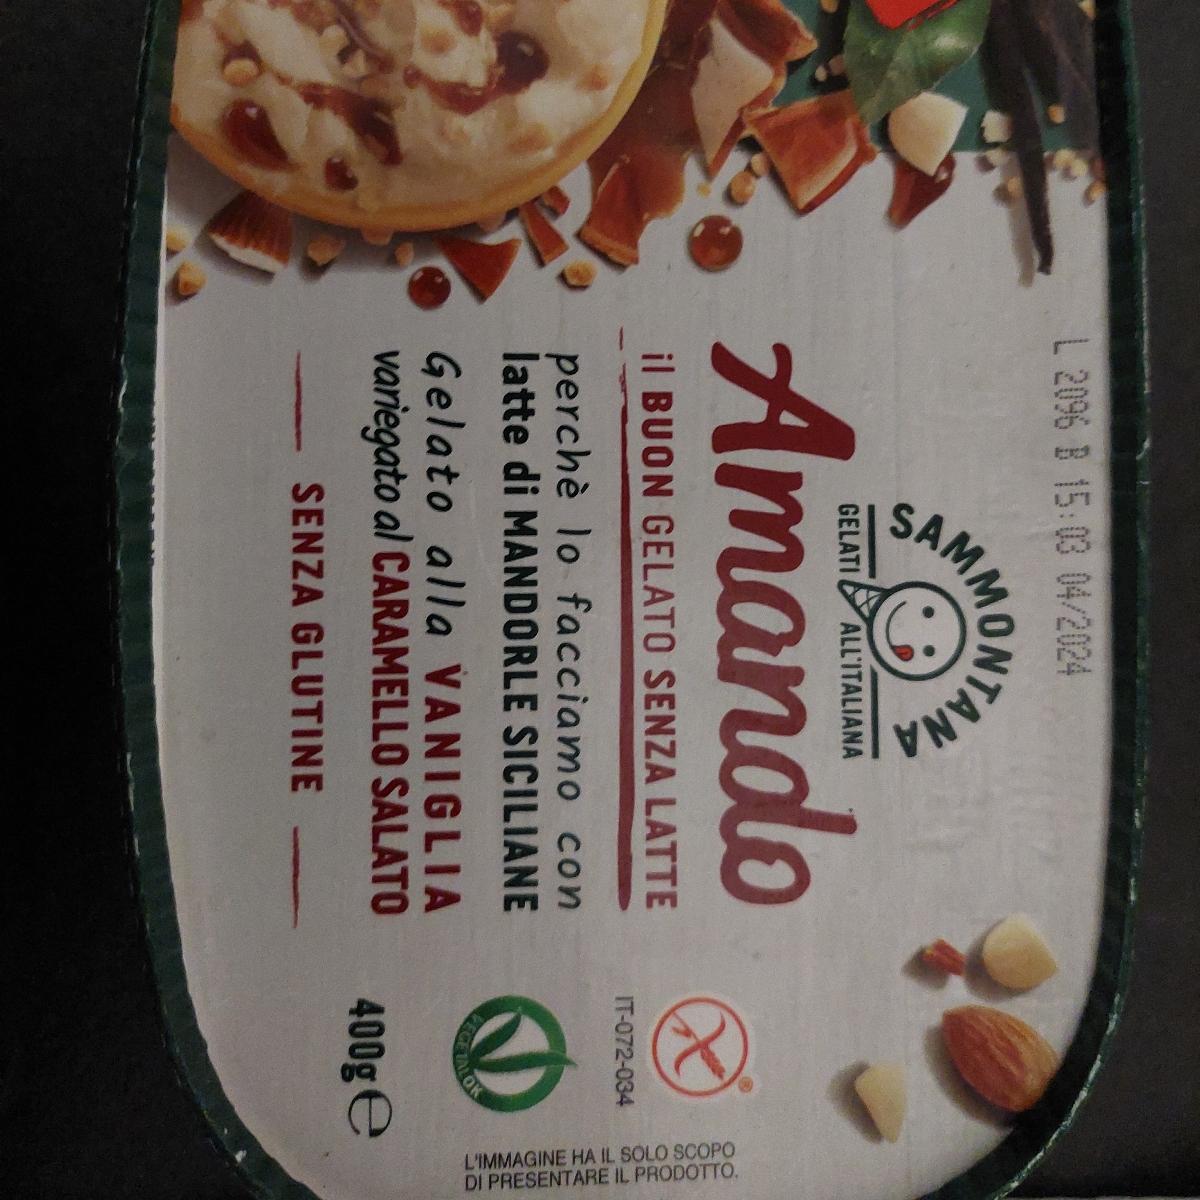 L 2096 B 15:03 04/2024
SAMMONTANA
GELATI ALL'ITALIANA
Amando
il BUON GELATO SENZA LATTE
perchè lo facciamo con
latte di MANDORLE SICILIANE
Gelato alla VANIGLIA
variegato al CARAMELLO SALATO
SENZA GLUTINE
IT-072-034
VEGETALOK
400g e
L'IMMAGINE HA IL SOLO SCOPO
DI PRESENTARE IL PRODOTTO.